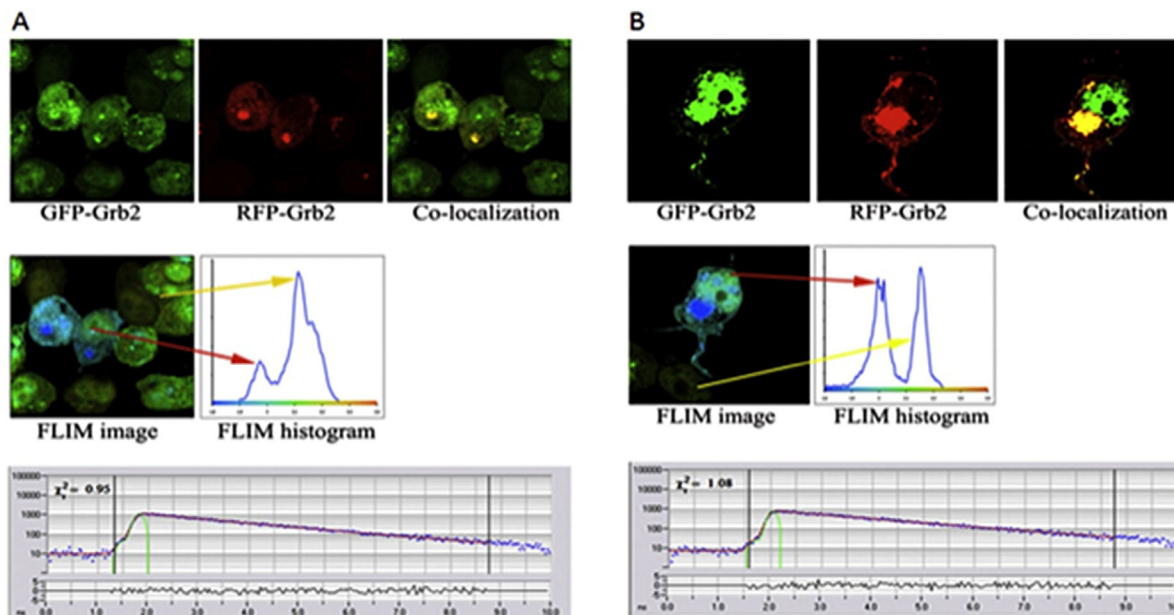 A
B
GFP-Grb2
RFP-Grb2
Co-localization
GFP-Grb2
RFP-Grb2
Co-localization
FLIM image
FLIM histogram
FLIM image
FLIM histogram
100000
10000
1000
100
10
χ²ᵥ= 0.95
0.0 1.0 2.0 3.0 4.0 5.0 6.0 7.0 8.0 9.0 10.0
100000
10000
1000
100
10
χ²ᵥ= 1.08
0.0 1.0 2.0 3.0 4.0 5.0 6.0 7.0 8.0 9.0